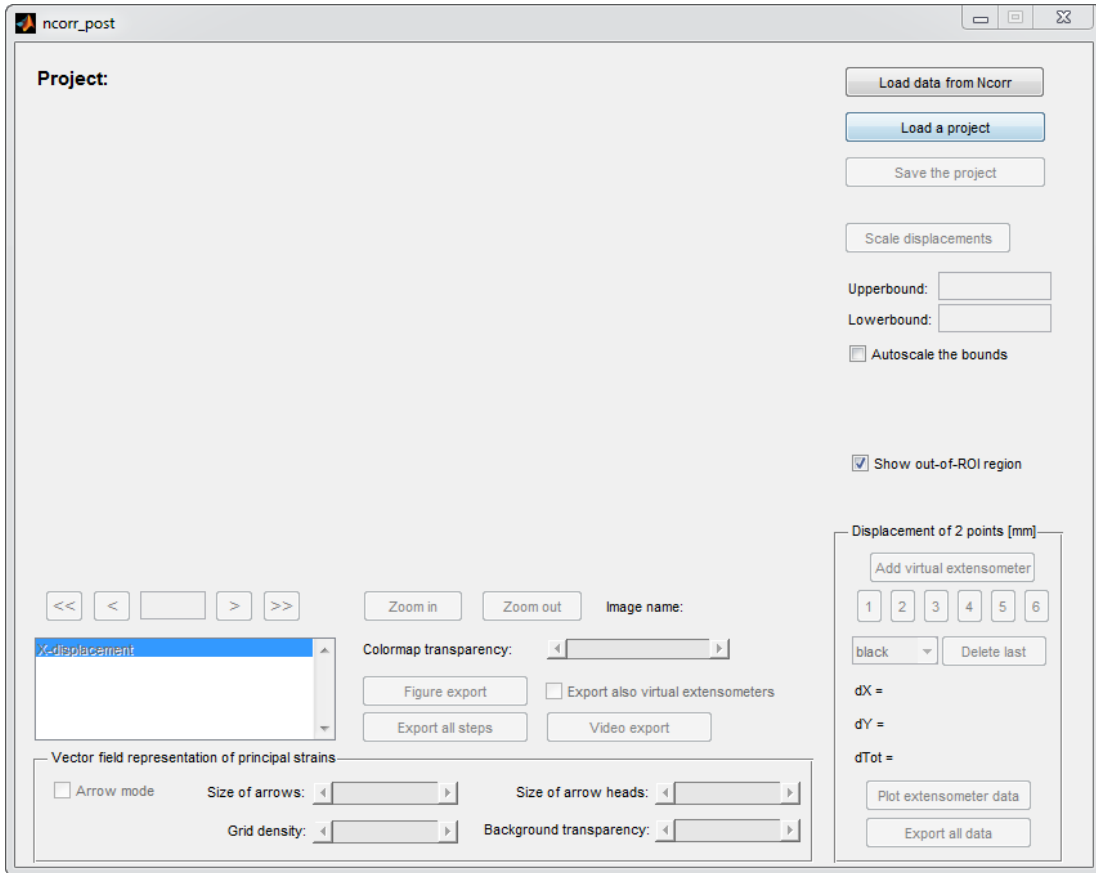 ncorr_post
Project:
Load data from Ncorr
Load a project
Save the project
Scale displacements
Upperbound:
Lowerbound:
Autoscale the bounds
Show out-of-ROI region
<< < > >>
Zoom in Zoom out Image name:
X-displacement
Colormap transparency:
Figure export Export also virtual extensometers
Export all steps Video export
Vector field representation of principal strains
Arrow mode Size of arrows: Size of arrow heads:
Grid density: Background transparency:
Displacement of 2 points [mm]
Add virtual extensometer
1 2 3 4 5 6
black Delete last
dX =
dY =
dTot =
Plot extensometer data
Export all data